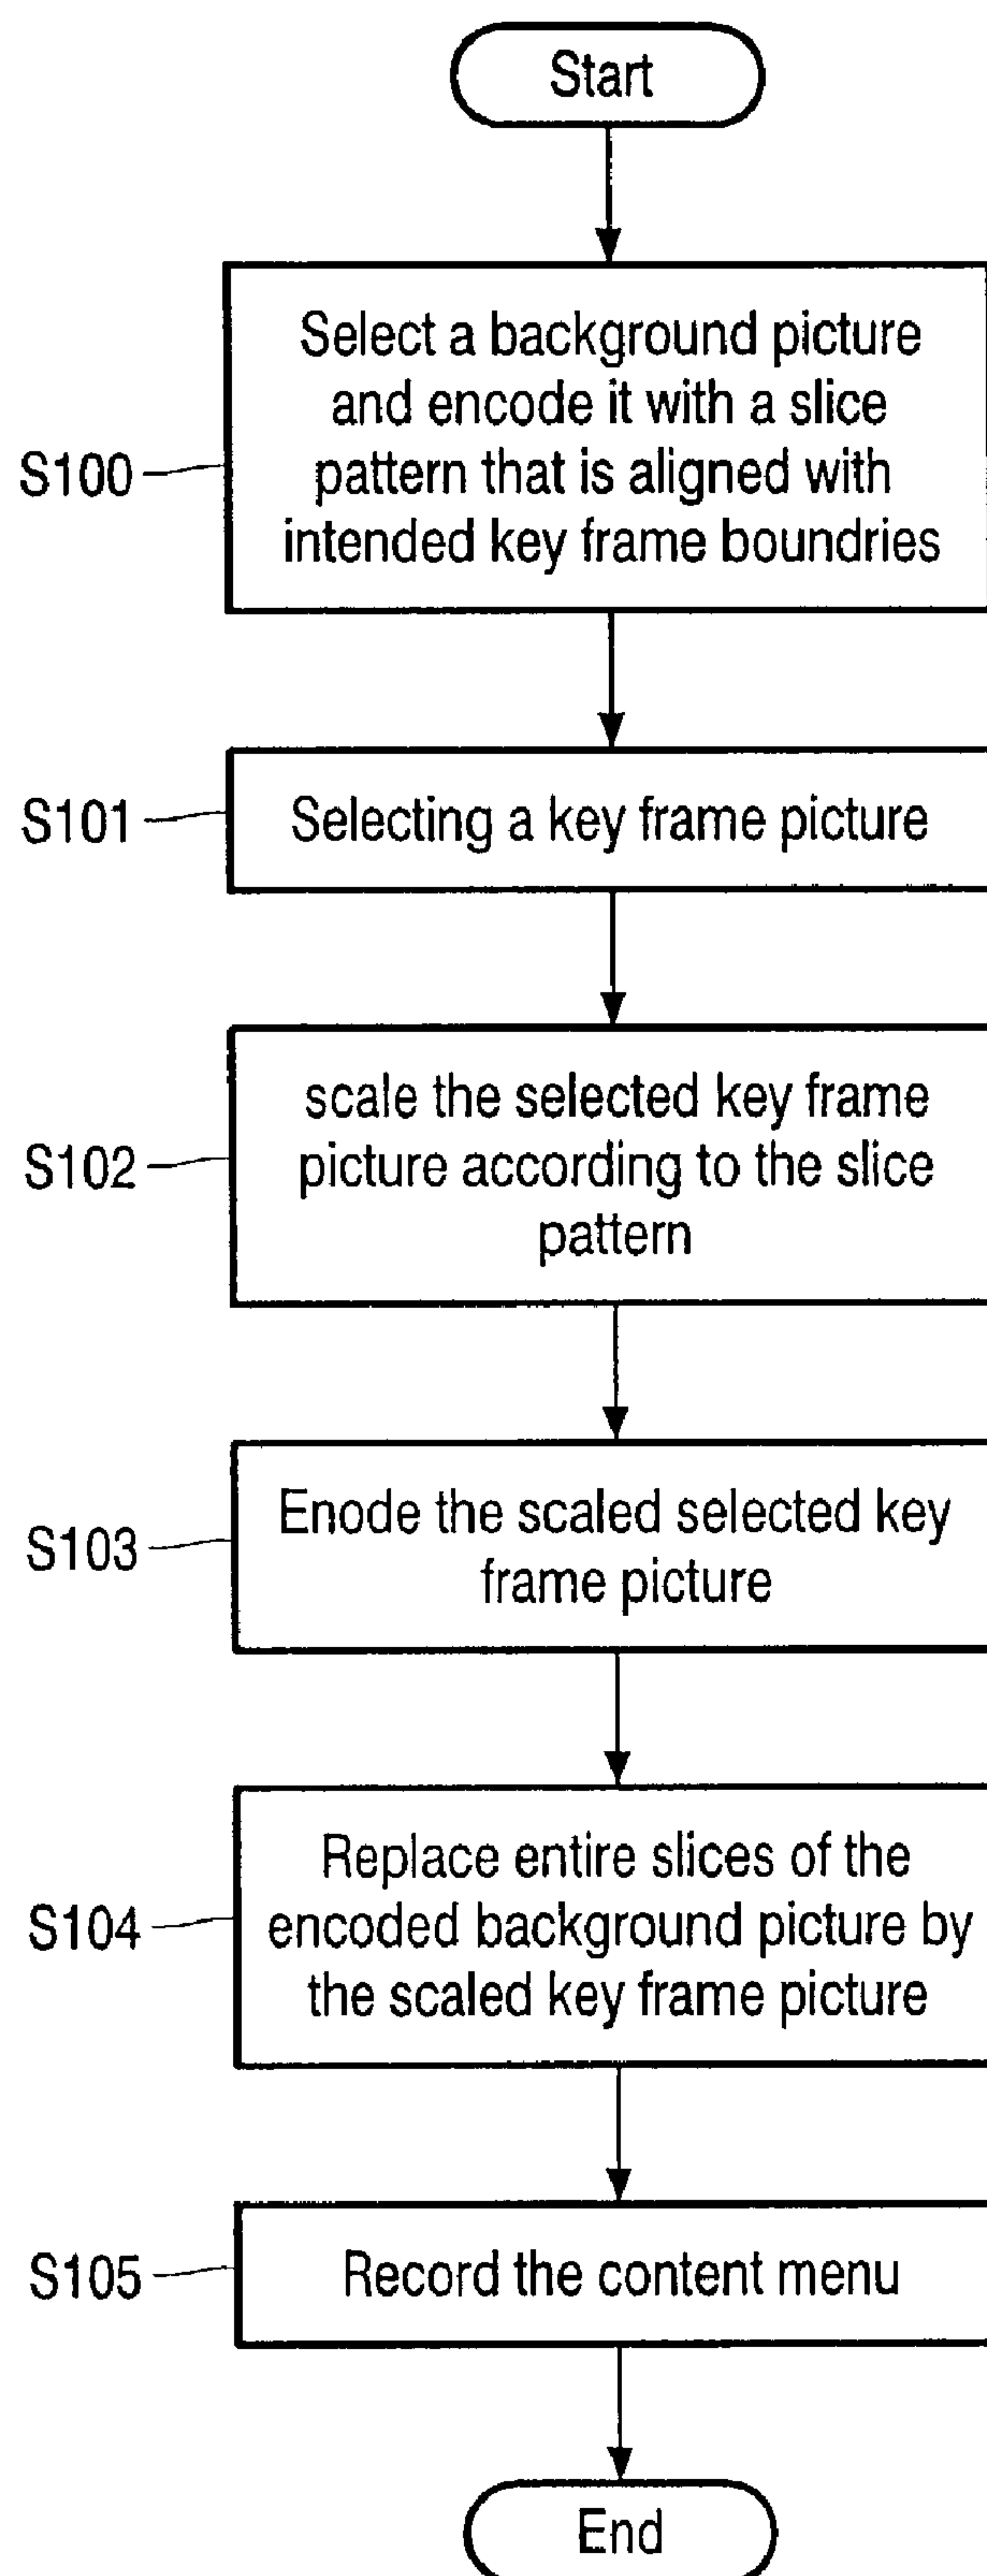 Start
Select a background picture
and encode it with a slice
pattern that is aligned with
intended key frame boundries
S100
S101
Selecting a key frame picture
scale the selected key frame
picture according to the slice
pattern
S102
Enode the scaled selected key
frame picture
S103
Replace entire slices of the
encoded background picture by
the scaled key frame picture
S104
S105
Record the content menu
End